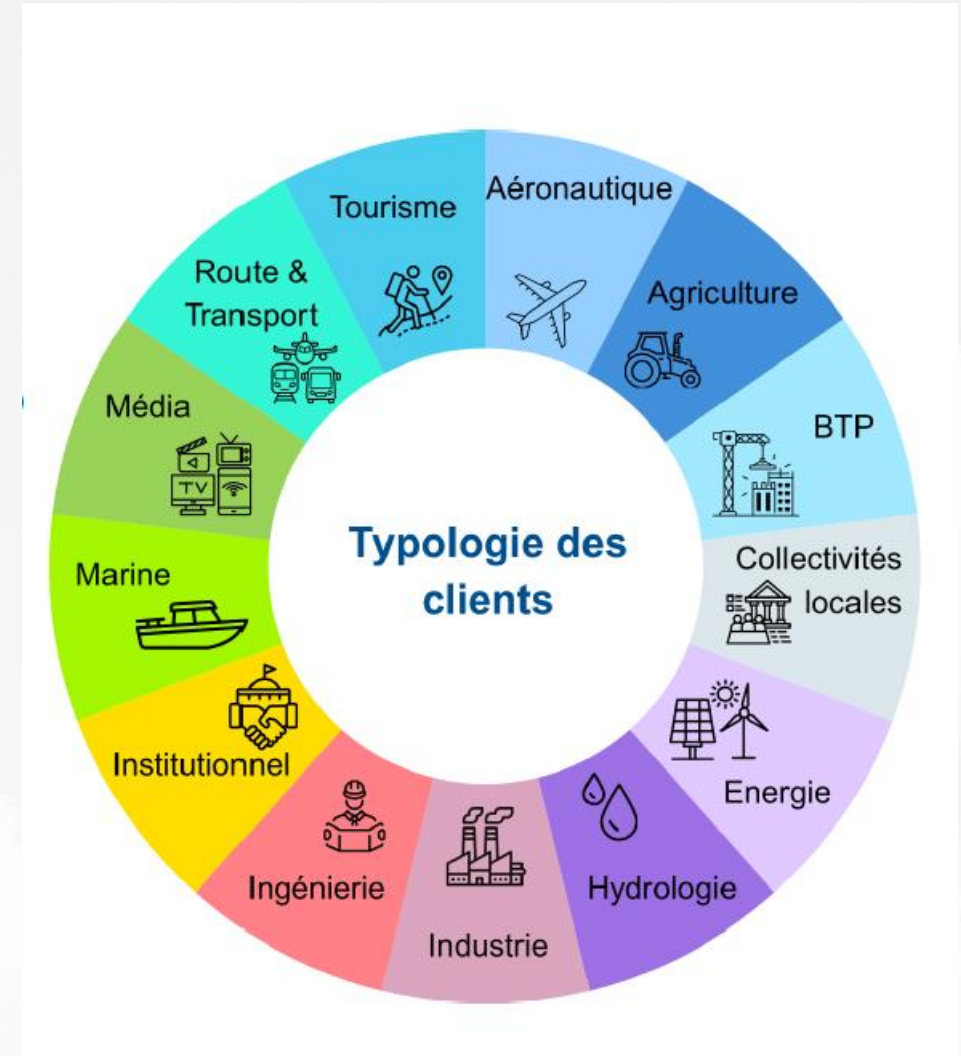 Typologie des
clients
Aéronautique
Agriculture
BTP
Collectivités
locales
Energie
Hydrologie
Industrie
Ingénierie
Institutionnel
Marine
Média
TV
Route &
Transport
Tourisme